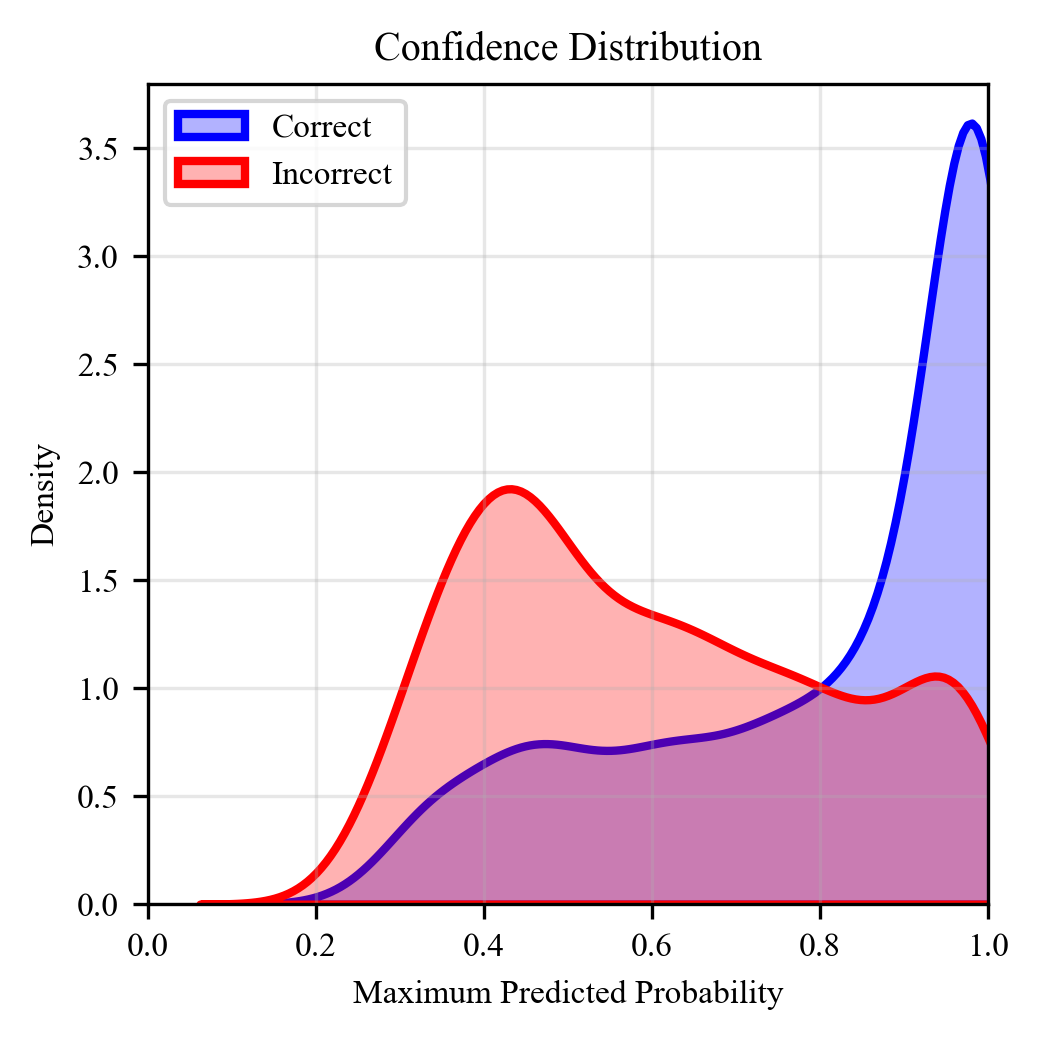 Confidence Distribution
Correct
Incorrect
3.5
3.0
2.5
2.0
1.5
1.0
0.5
0.0
Density
0.0 0.2 0.4 0.6 0.8 1.0
Maximum Predicted Probability